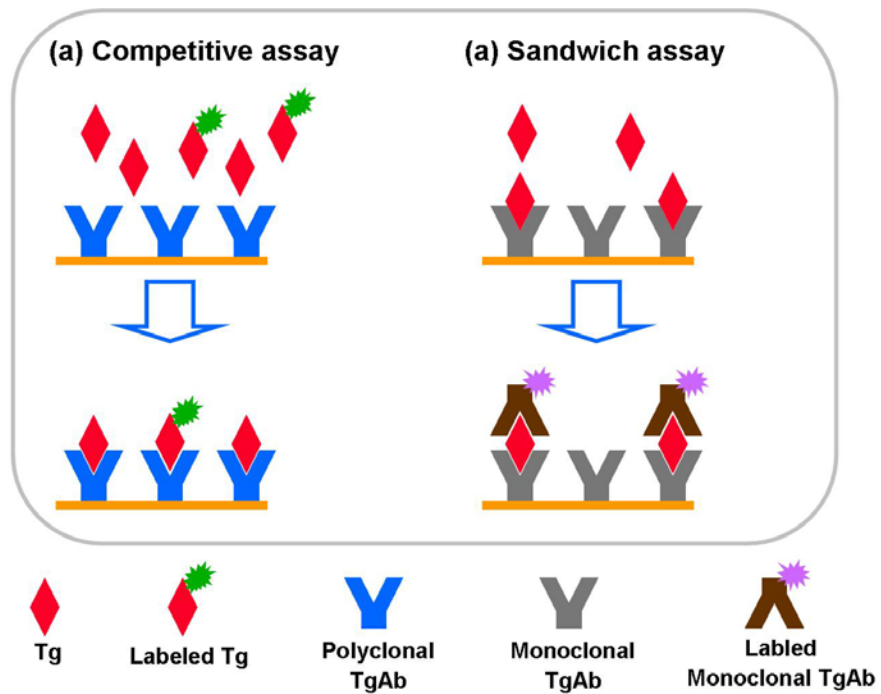 (a) Competitive assay
(a) Sandwich assay
Tg
Labeled Tg
Polyclonal
TgAb
Monoclonal
TgAb
Labled
Monoclonal TgAb